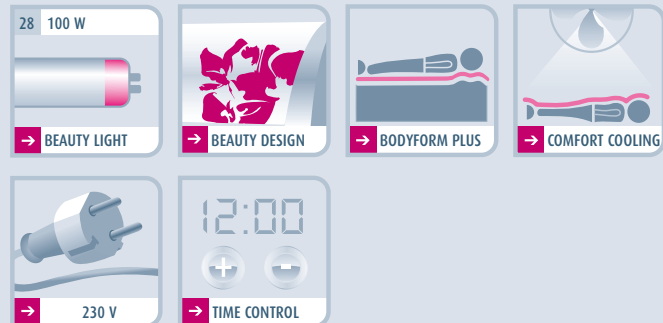 28 100 W
BEAUTY LIGHT
BEAUTY DESIGN
BODYFORM PLUS
COMFORT COOLING
230 V
12:00
+ -
TIME CONTROL